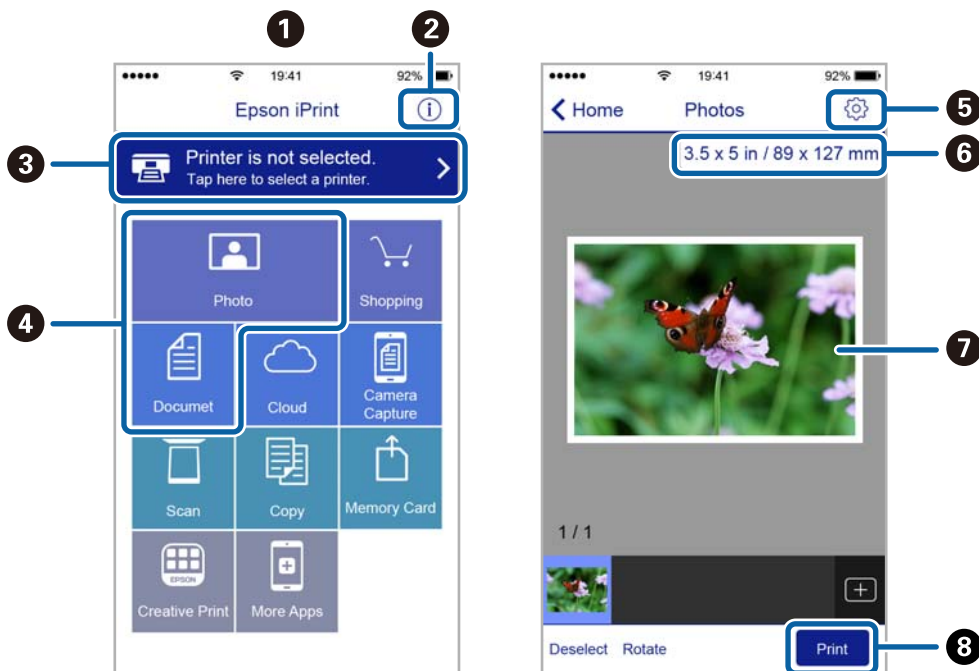 1
2
19:41
92%
Epson iPrint
i
3
Printer is not selected.
Tap here to select a printer.
4
Photo
Shopping
Documet
Cloud
Camera
Capture
Scan
Copy
Memory Card
EPSON
Creative Print
More Apps
19:41
92%
Home
Photos
5
3.5 x 5 in / 89 x 127 mm
6
7
1 / 1
Deselect
Rotate
Print
8